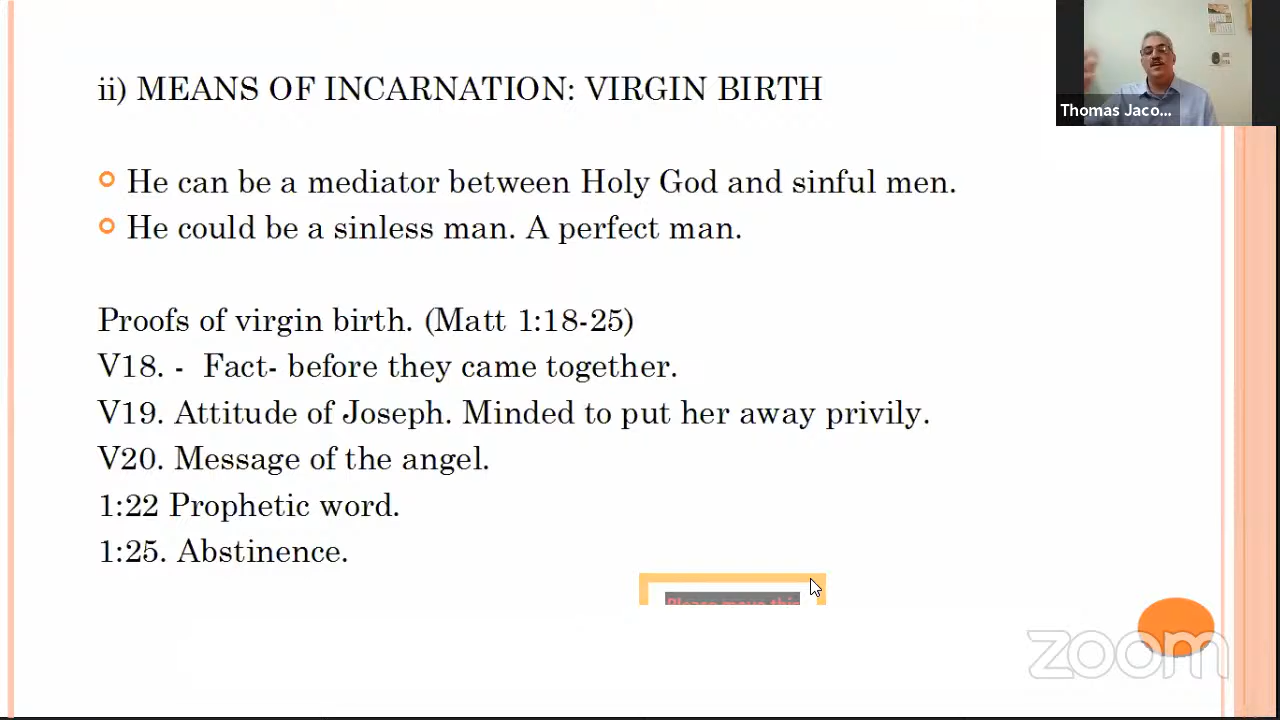 ii) MEANS OF INCARNATION: VIRGIN BIRTH
Thomas Jaco...
He can be a mediator between Holy God and sinful men.
He could be a sinless man. A perfect man.
Proofs of virgin birth. (Matt 1:18-25)
V18. - Fact- before they came together.
V19. Attitude of Joseph. Minded to put her away privily.
V20. Message of the angel.
1:22 Prophetic word.
1:25. Abstinence.
Please move this
zoom